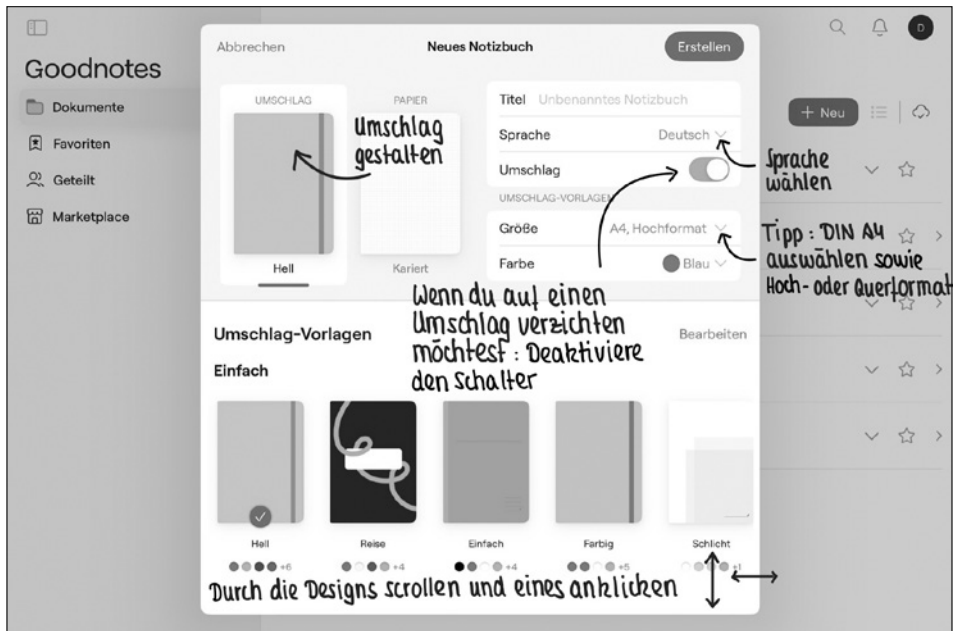 Goodnotes
Dokumente
Favoriten
Geteilt
Marketplace
D
+ Neu
Abbrechen
Neues Notizbuch
Erstellen
UMSCHLAG
PAPIER
Hell
Kariert
Umschlag
gestalten
Titel Unbenanntes Notizbuch
Sprache Deutsch
Umschlag
UMSCHLAG-VORLAGEN
Größe A4, Hochformat
Farbe Blau
Sprache
wählen
Tipp: DIN A4
auswählen sowie
Hoch- oder Querformat
Wenn du auf einen
Umschlag verzichten
möchtest: Deaktiviere
den Schalter
Umschlag-Vorlagen
Bearbeiten
Einfach
Hell
Reise
Einfach
Farbig
Schlicht
+6
+4
+4
+5
+1
Durch die Designs scrollen und eines anklicken